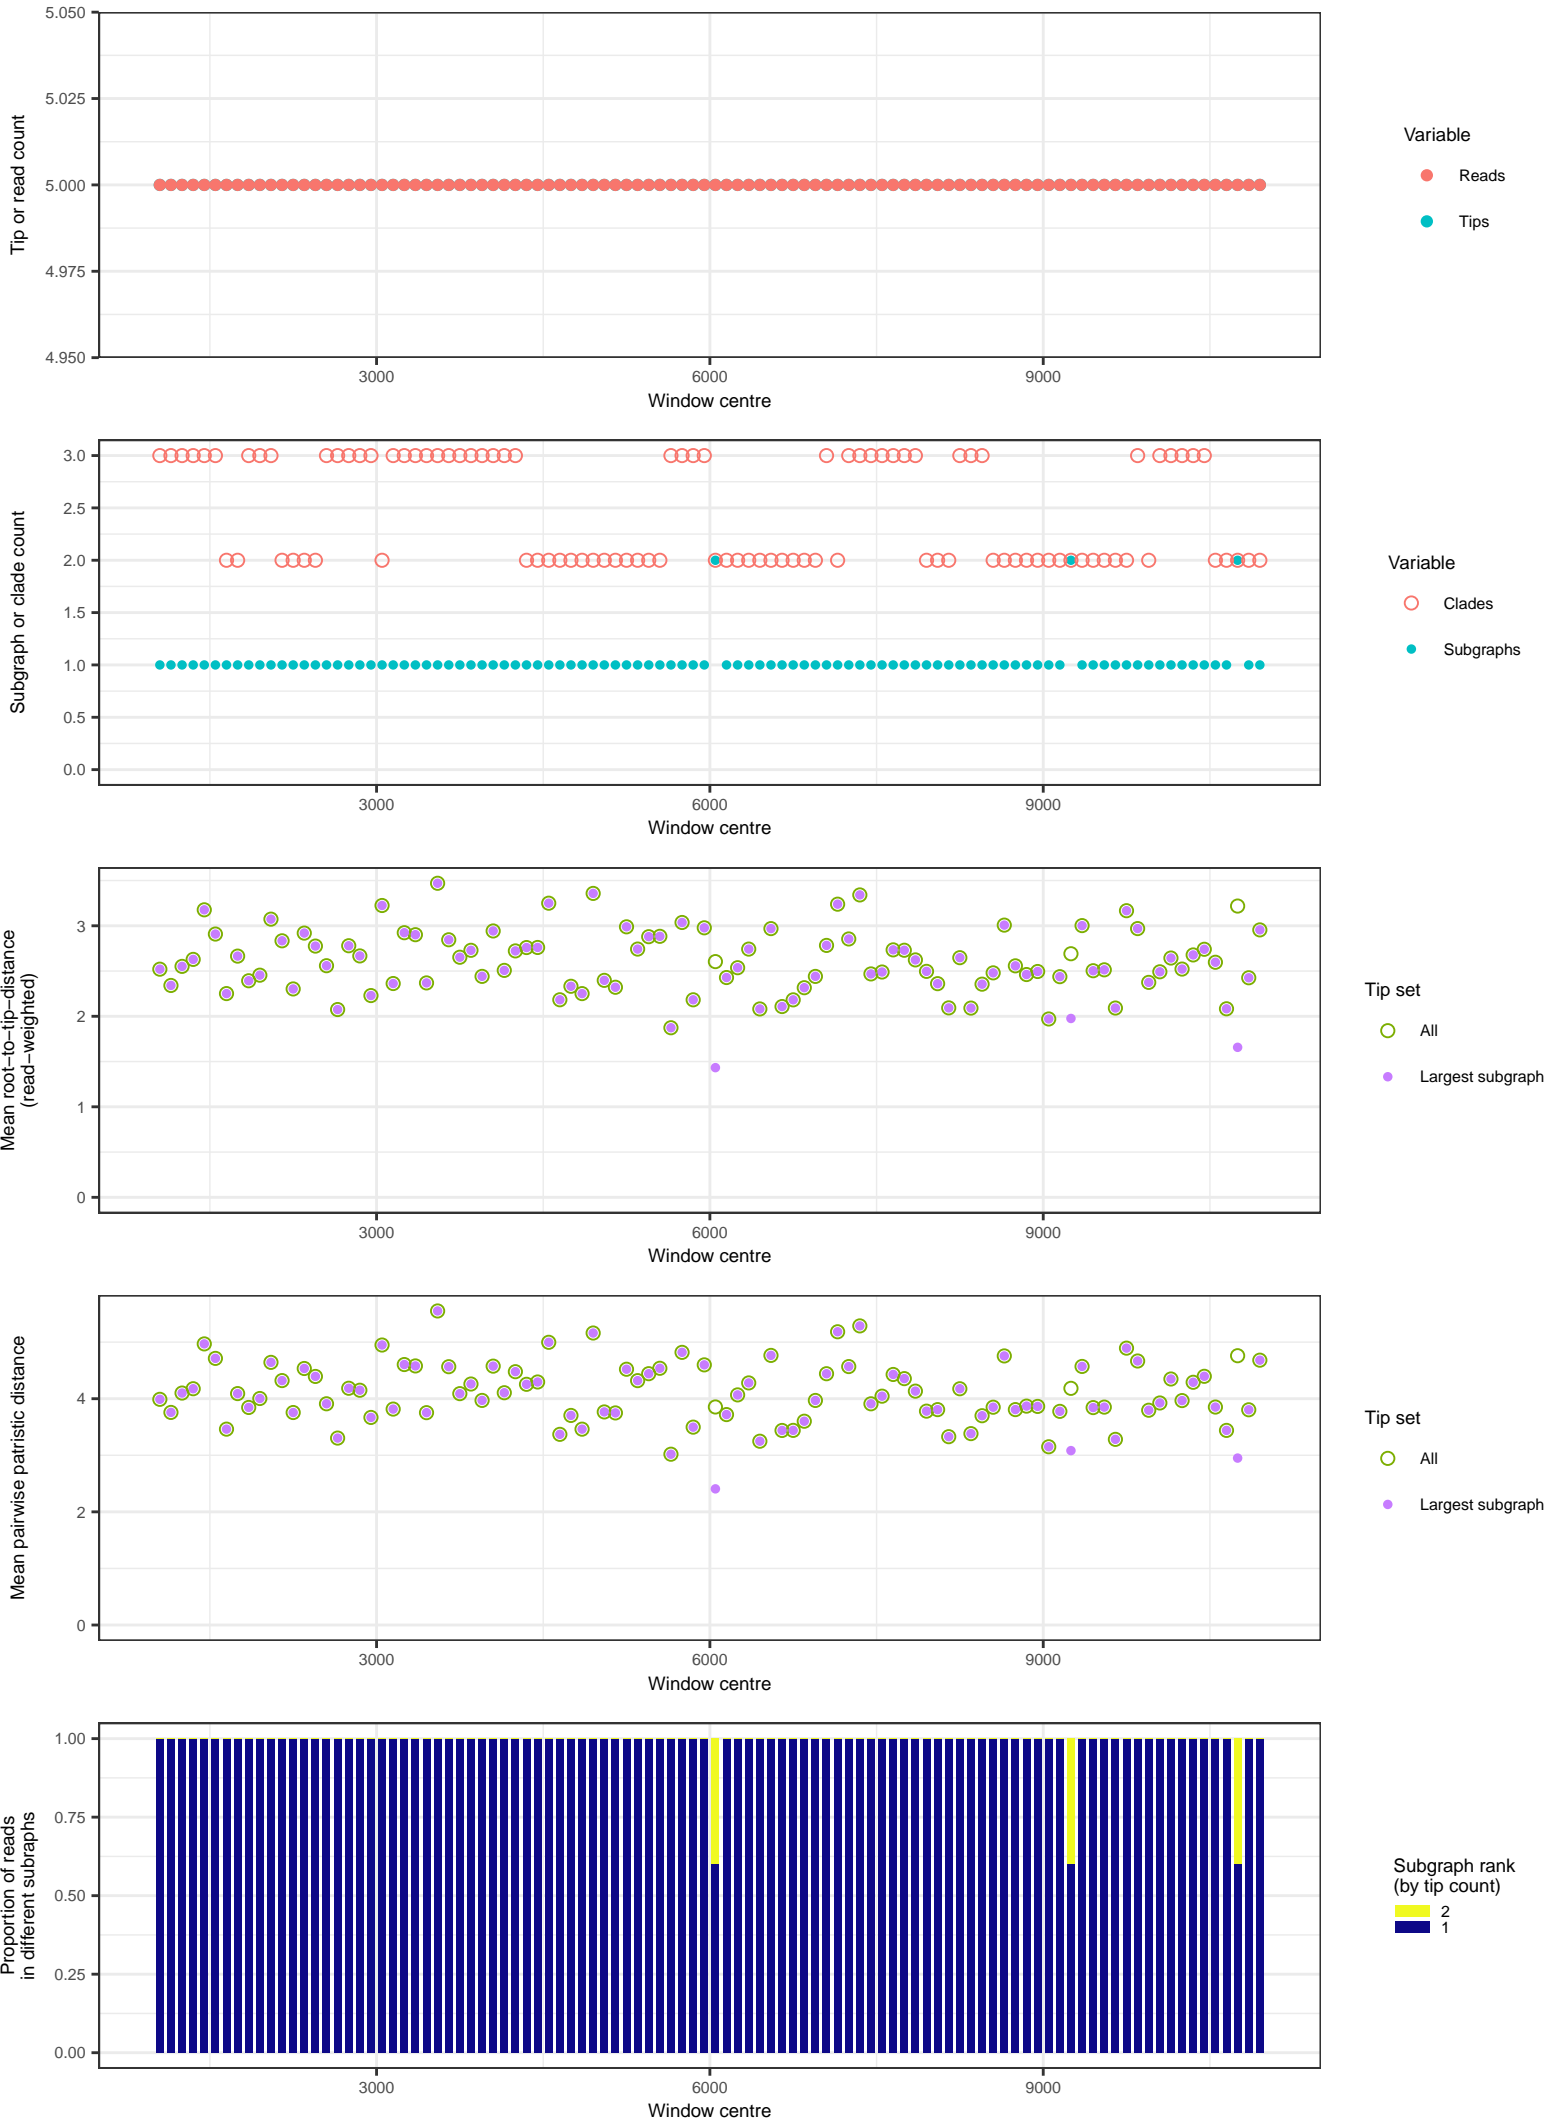 5.050
5.025
5.000
4.975
4.950
Tip or read count
3000
6000
9000
Window centre
Variable
Reads
Tips
3.0
2.5
2.0
1.5
1.0
0.5
0.0
Subgraph or clade count
3000
6000
9000
Window centre
Variable
Clades
Subgraphs
3
2
1
0
Mean root−to−tip−distance
(read−weighted)
3000
6000
9000
Window centre
Tip set
All
Largest subgraph
4
2
0
Mean pairwise patristic distance
3000
6000
9000
Window centre
Tip set
All
Largest subgraph
1.00
0.75
0.50
0.25
0.00
Proportion of reads
in different subraphs
3000
6000
9000
Window centre
Subgraph rank
(by tip count)
2
1